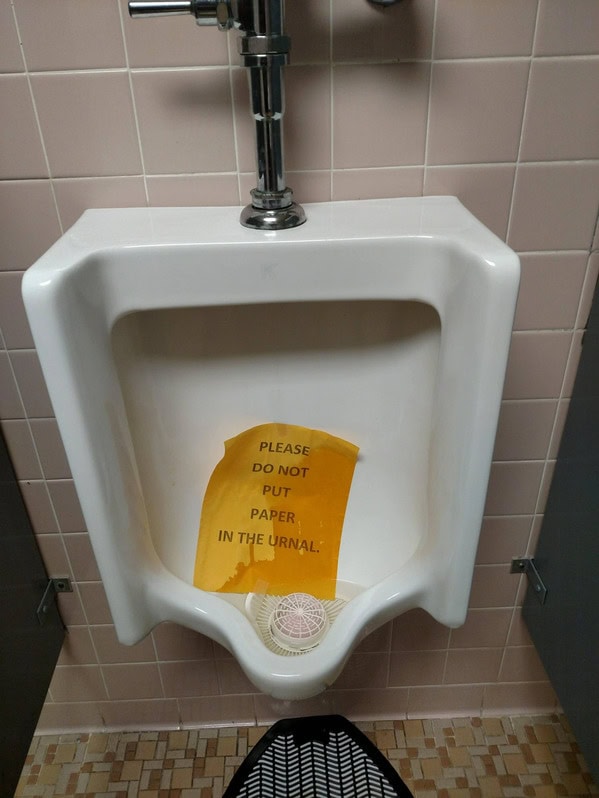 PLEASE
DO NOT
PUT
PAPER
IN THE URNAL.